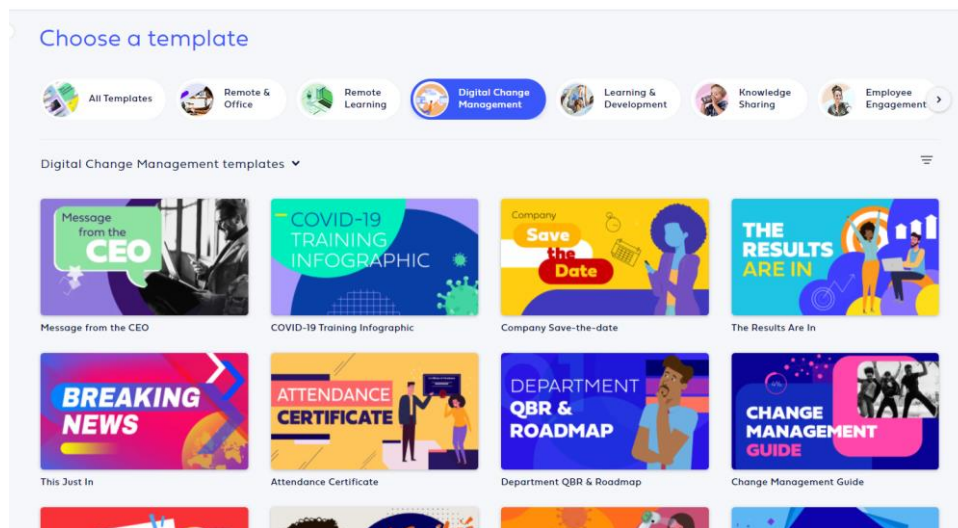 Choose a template
All Templates
Remote &
Office
Remote
Learning
Digital Change
Management
Learning &
Development
Knowledge
Sharing
Employee
Engagement
Digital Change Management templates
Message
from the
CEO
COVID-19
TRAINING
INFOGRAPHIC
Company
Save
the
Date
THE
RESULTS
ARE IN
Message from the CEO
COVID-19 Training Infographic
Company Save-the-date
The Results Are In
BREAKING
NEWS
ATTENDANCE
CERTIFICATE
DEPARTMENT
QBR &
ROADMAP
CHANGE
MANAGEMENT
GUIDE
This Just In
Attendance Certificate
Department QBR & Roadmap
Change Management Guide